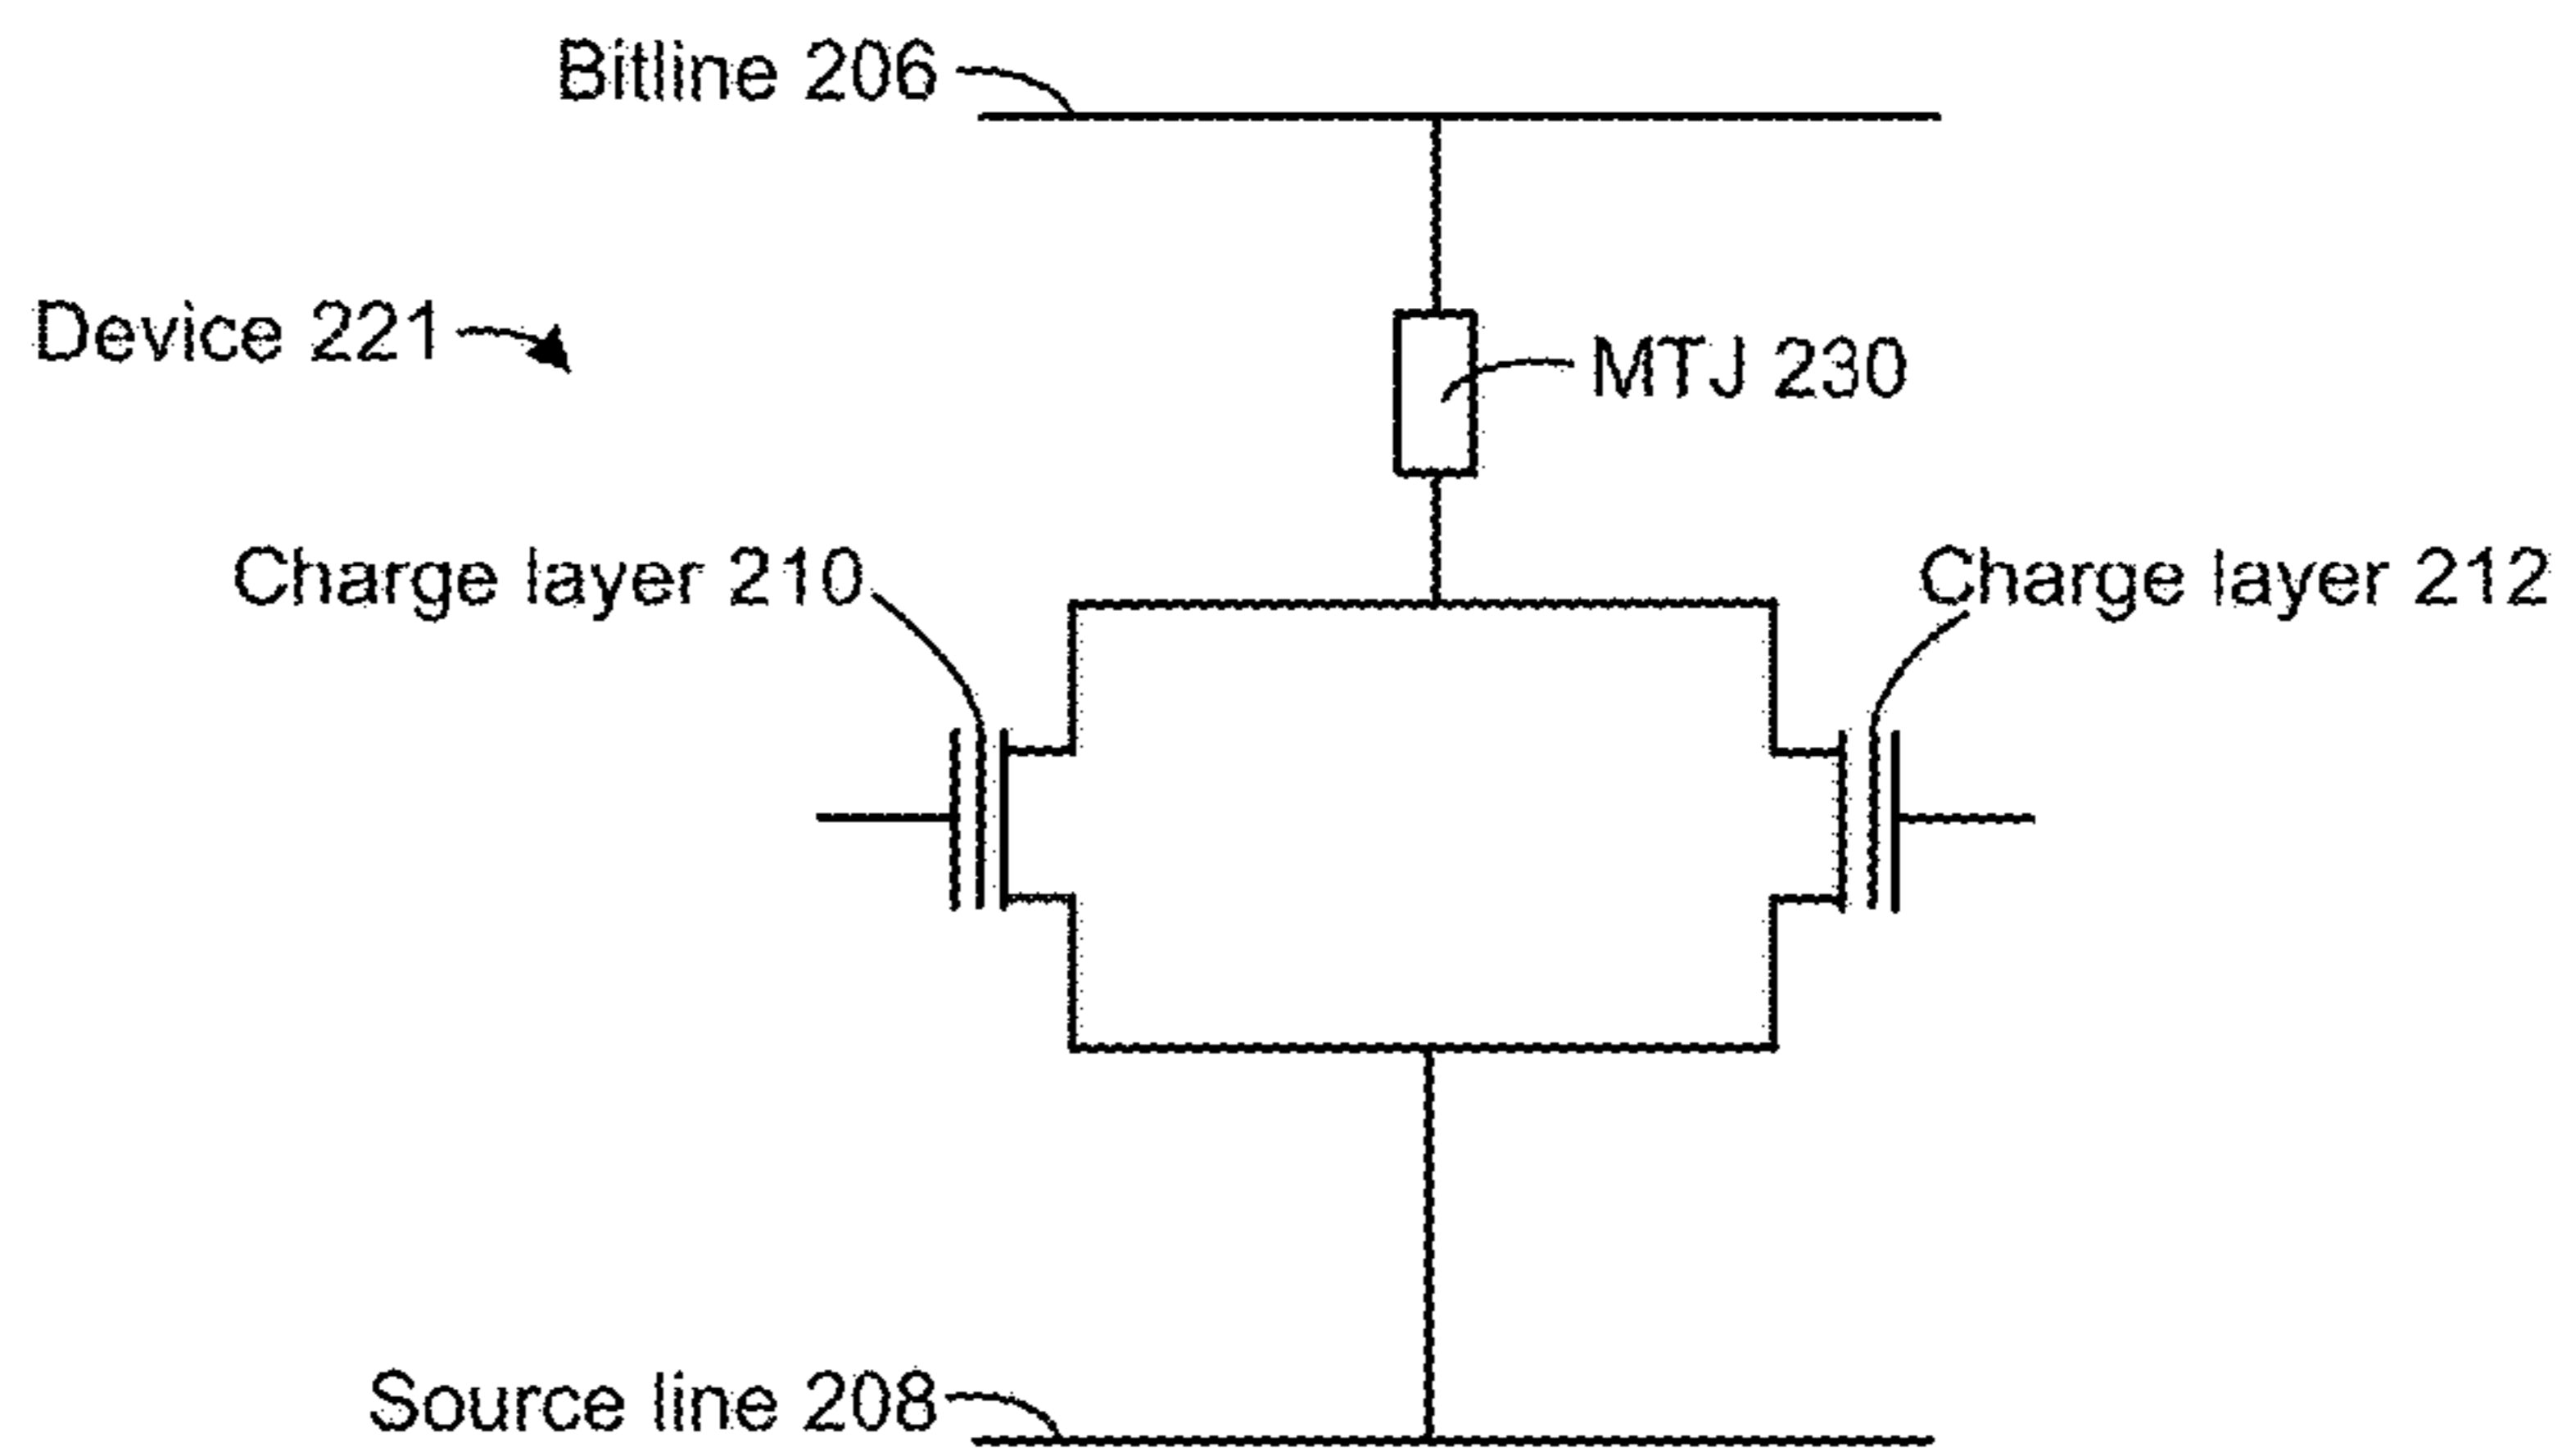 Bitline 206
Device 221
MTJ 230
Charge layer 210
Charge layer 212
Source line 208